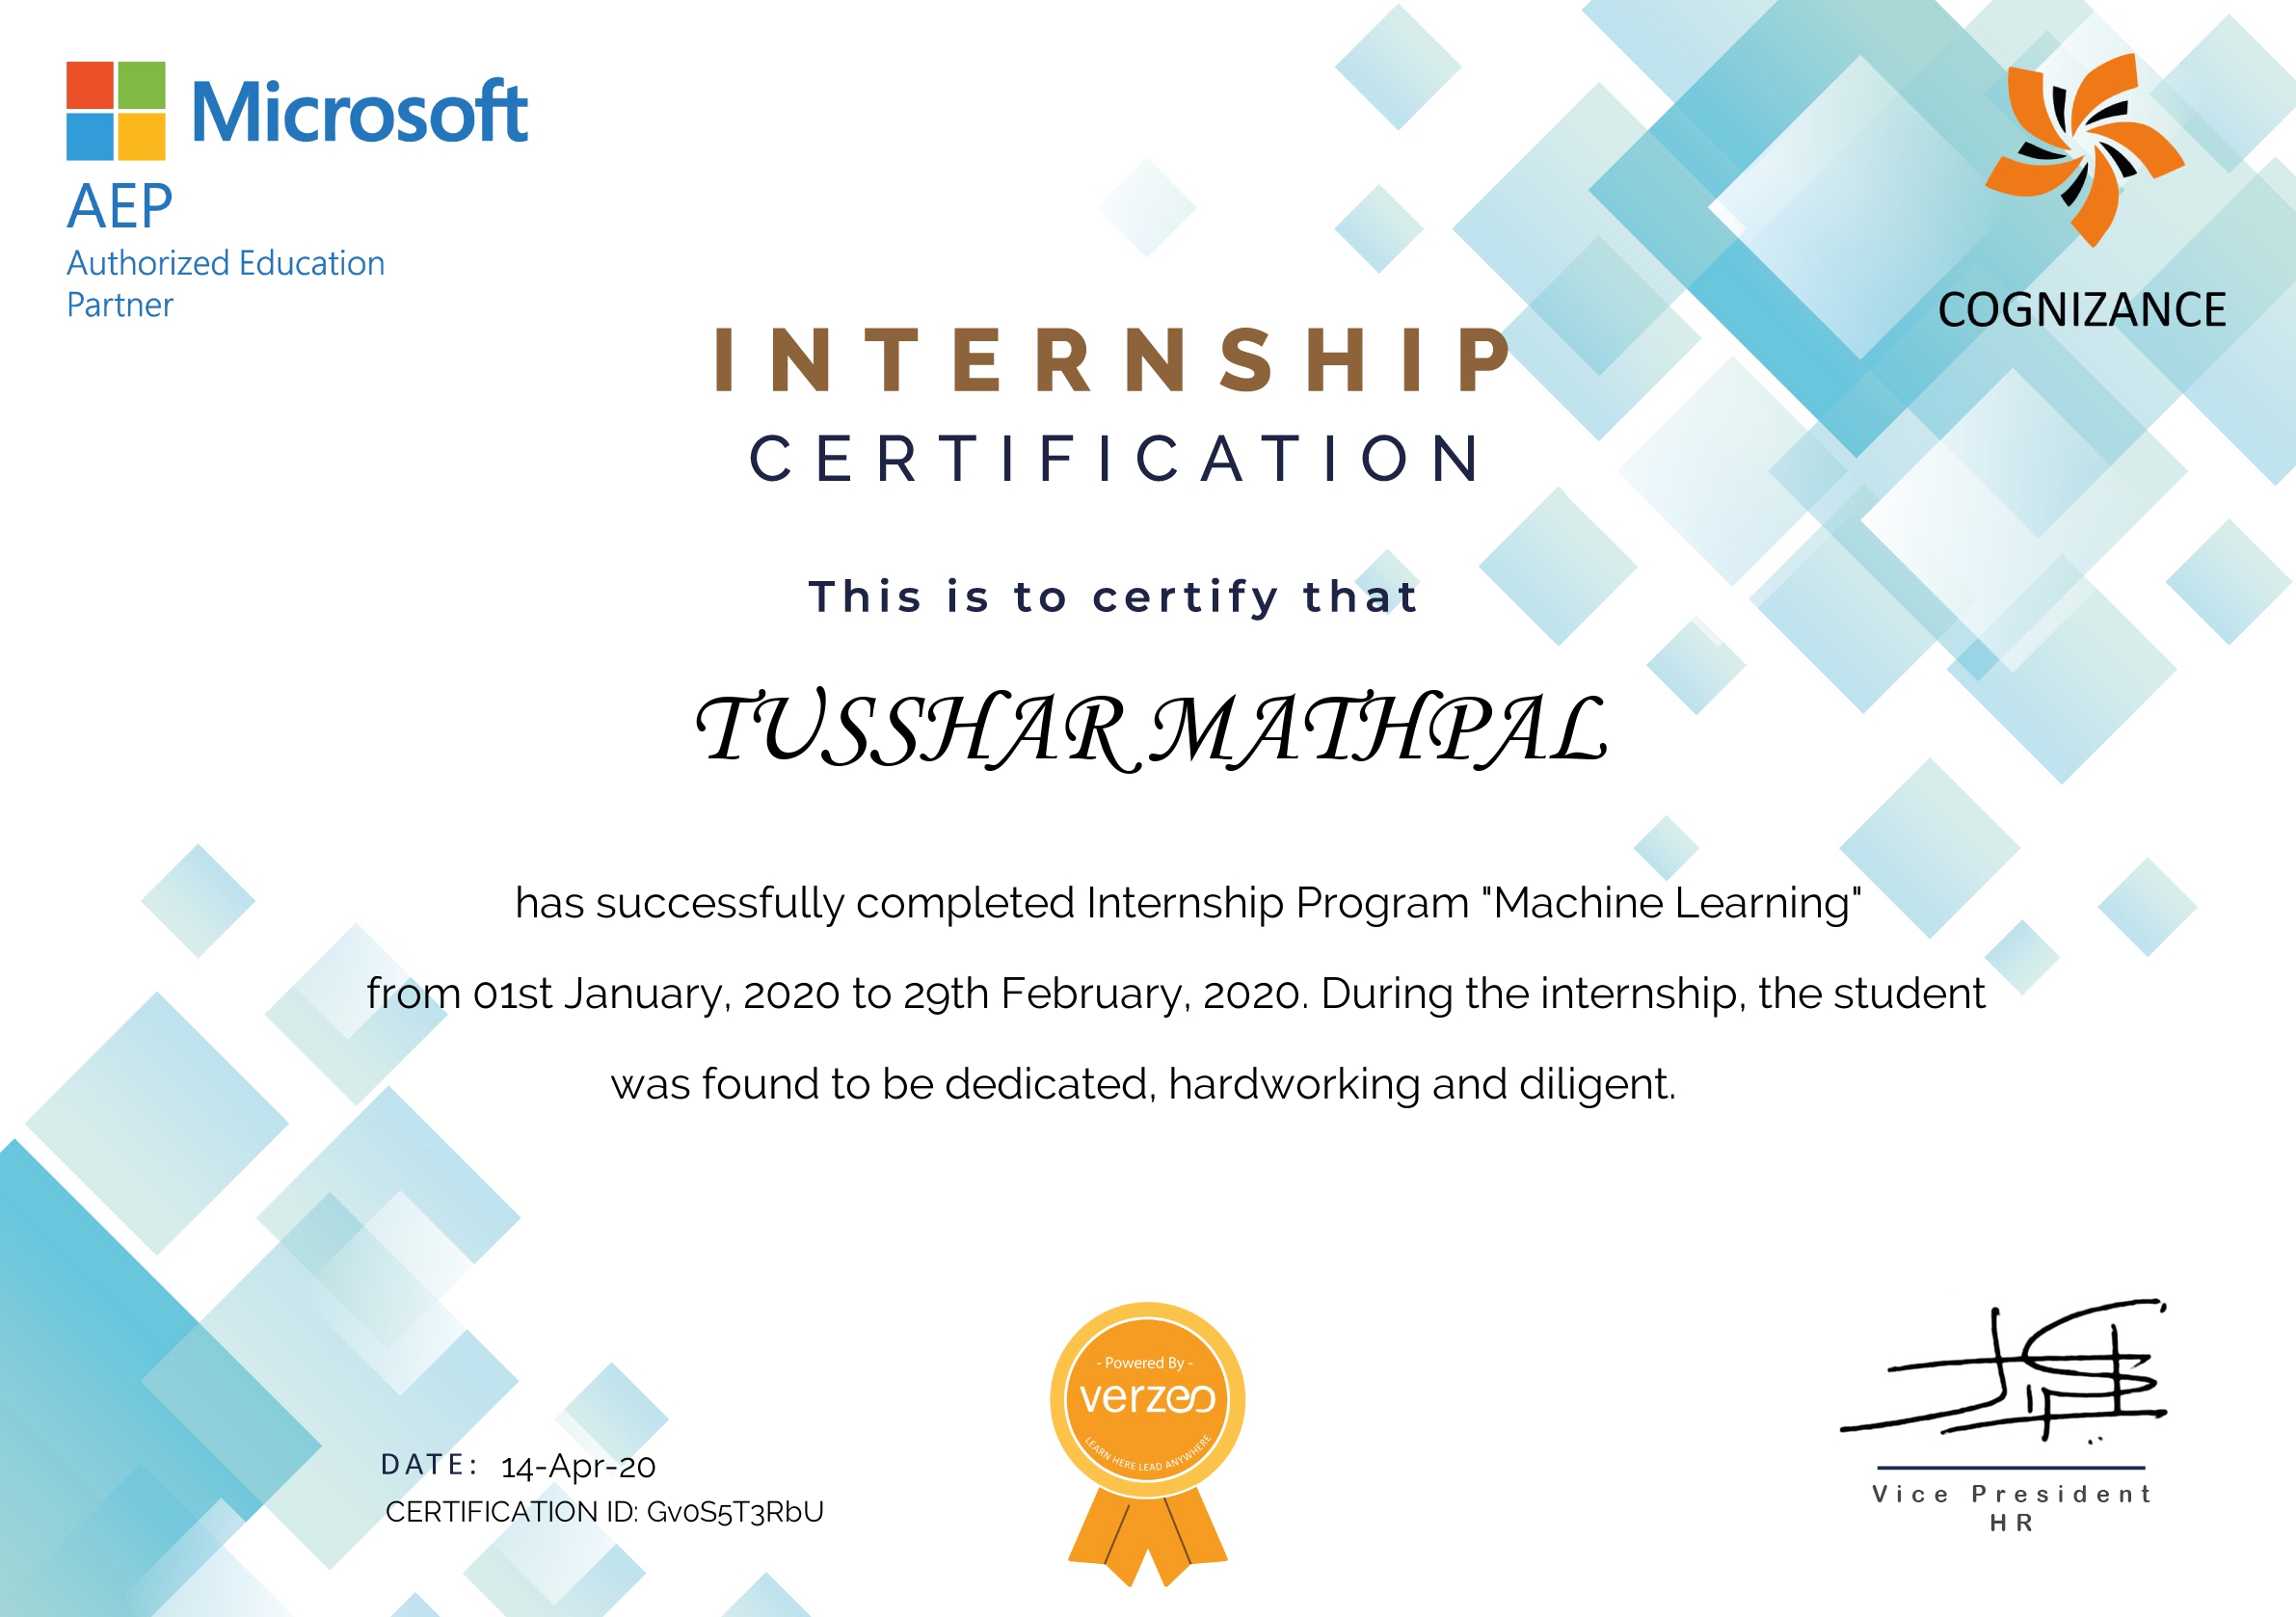 Microsoft
AEP
Authorized Education
Partner
COGNIZANCE
INTERNSHIP
CERTIFICATION
This is to certify that
TUSSHAR MATHPAL
has successfully completed Internship Program "Machine Learning"
from 01st January, 2020 to 29th February, 2020. During the internship, the student
was found to be dedicated, hardworking and diligent.
- Powered By -
verzeo
LEARN HERE LEAD ANYWHERE
DATE: 14-Apr-20
CERTIFICATION ID: Gv0S5T3RbU
Vice President
HR